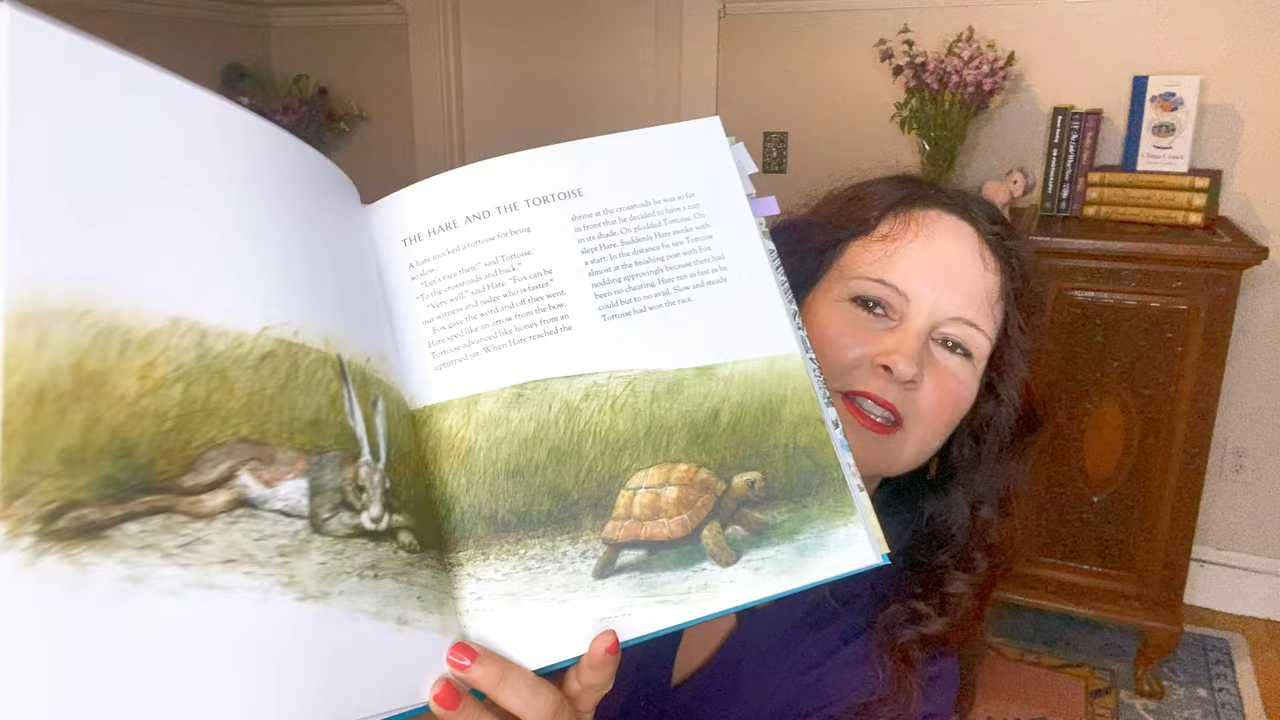 THE HARE AND THE TORTOISE
A hare mocked a tortoise for being
so slow.
"Let's race then!" said Tortoise.
"To the crossroads and back."
"Very well," said Hare. "Fox can be
our witness and judge who is faster."
Fox gave the word and off they went.
Hare sped like an arrow from the bow.
Tortoise advanced like honey from an
upturned jar. When Hare reached the
shrine at the crossroads he was so far
in front that he decided to have a nap
in its shade. On plodded Tortoise. On
slept Hare. Suddenly Hare awoke with
a start. In the distance he saw Tortoise
almost at the finishing post with Fox
nodding approvingly because there had
been no cheating. Hare ran as fast as he
could but to no avail. Slow and steady
Tortoise had won the race.
ON PHOTOGRAPHY